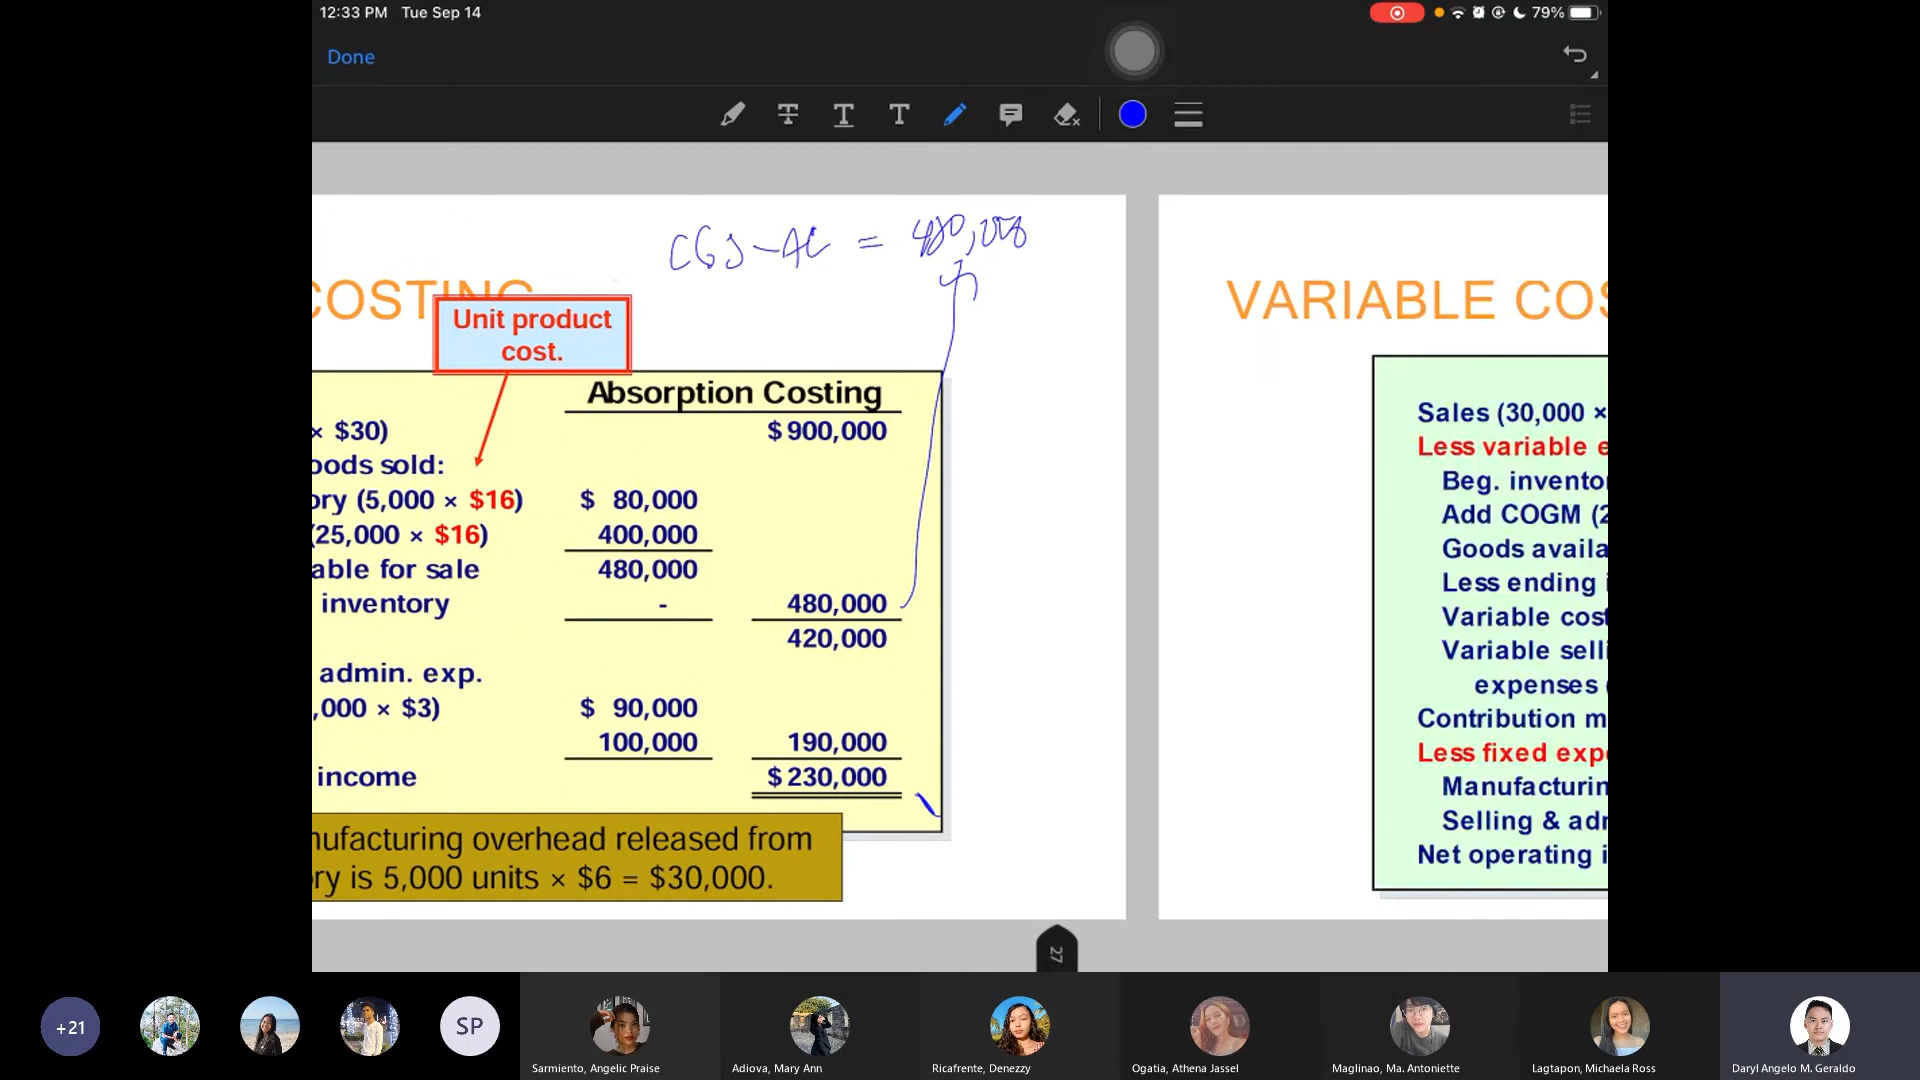 12:33 PM Tue Sep 14
79%
Done
CGS-AC = 480,000
COSTING
Unit product
cost.
Absorption Costing
× $30) $ 900,000
oods sold:
ory (5,000 × $16) $ 80,000
(25,000 × $16) 400,000
able for sale 480,000
inventory - 480,000
420,000
admin. exp.
,000 × $3) $ 90,000
100,000 190,000
income $ 230,000
nufacturing overhead released from
ory is 5,000 units × $6 = $30,000.
VARIABLE COS
Sales (30,000 ×
Less variable e
Beg. invento
Add COGM (2
Goods availa
Less ending i
Variable cost
Variable selli
expenses (
Contribution m
Less fixed expe
Manufacturin
Selling & adm
Net operating i
27
+21
SP
Sarmiento, Angelic Praise
Adiova, Mary Ann
Ricafrente, Denezzy
Ogatia, Athena Jassel
Maglinao, Ma. Antoniette
Lagtapon, Michaela Ross
Daryl Angelo M. Geraldo